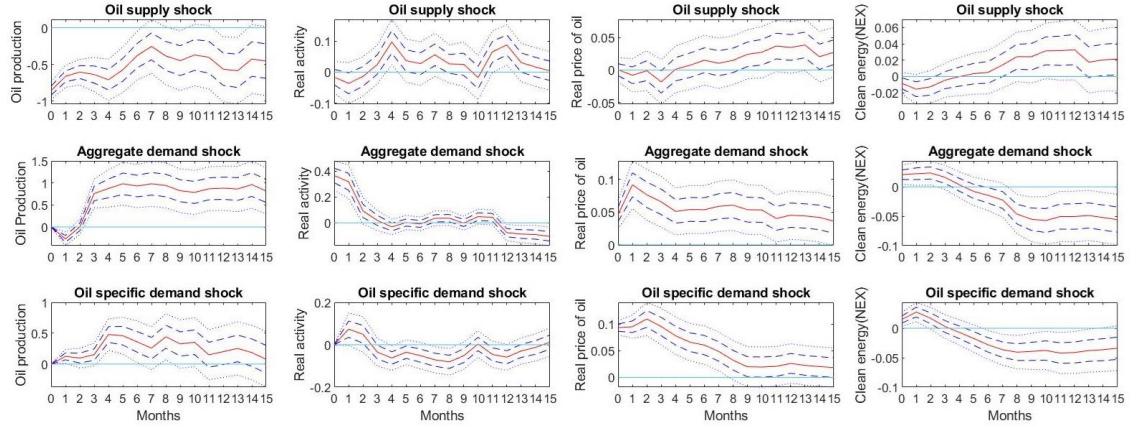 Oil supply shock
Oil production
0
-0.5
-1
0 1 2 3 4 5 6 7 8 9 10 11 12 13 14 15
Oil supply shock
Real activity
0.1
0
-0.1
0 1 2 3 4 5 6 7 8 9 10 11 12 13 14 15
Oil supply shock
Real price of oil
0.05
0
-0.05
0 1 2 3 4 5 6 7 8 9 10 11 12 13 14 15
Oil supply shock
Clean energy(NEX)
0.06
0.04
0.02
0
-0.02
0 1 2 3 4 5 6 7 8 9 10 11 12 13 14 15
Aggregate demand shock
Oil Production
1.5
1
0.5
0
0 1 2 3 4 5 6 7 8 9 10 11 12 13 14 15
Aggregate demand shock
Real activity
0.4
0.2
0
0 1 2 3 4 5 6 7 8 9 10 11 12 13 14 15
Aggregate demand shock
Real price of oil
0.1
0.05
0
0 1 2 3 4 5 6 7 8 9 10 11 12 13 14 15
Aggregate demand shock
Clean energy(NEX)
0
-0.05
-0.1
0 1 2 3 4 5 6 7 8 9 10 11 12 13 14 15
Oil specific demand shock
Oil production
1
0.5
0
0 1 2 3 4 5 6 7 8 9 10 11 12 13 14 15
Months
Oil specific demand shock
Real activity
0.2
0
-0.2
0 1 2 3 4 5 6 7 8 9 10 11 12 13 14 15
Months
Oil specific demand shock
Real price of oil
0.1
0.05
0
0 1 2 3 4 5 6 7 8 9 10 11 12 13 14 15
Months
Oil specific demand shock
Clean energy(NEX)
0
-0.05
-0.1
0 1 2 3 4 5 6 7 8 9 10 11 12 13 14 15
Months